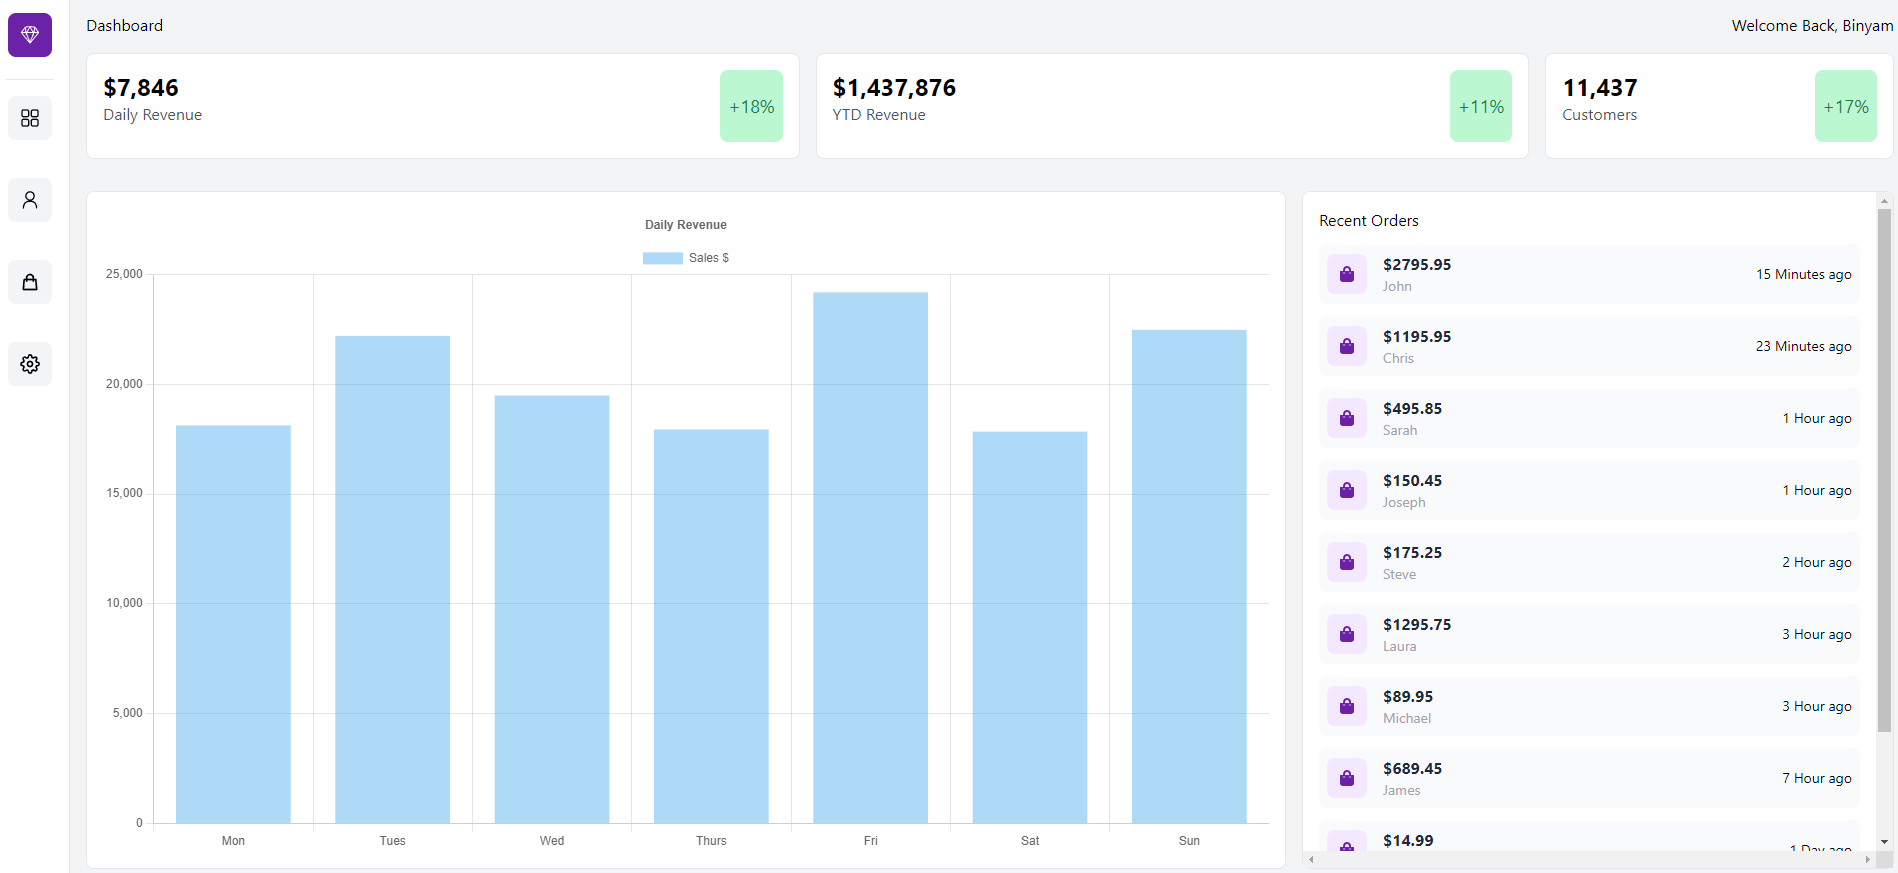 Dashboard
Welcome Back, Binyam
$7,846
Daily Revenue
+18%
$1,437,876
YTD Revenue
+11%
11,437
Customers
+17%
Daily Revenue
Sales $
25,000
20,000
15,000
10,000
5,000
0
Mon Tues Wed Thurs Fri Sat Sun
Recent Orders
$2795.95
John
15 Minutes ago
$1195.95
Chris
23 Minutes ago
$495.85
Sarah
1 Hour ago
$150.45
Joseph
1 Hour ago
$175.25
Steve
2 Hour ago
$1295.75
Laura
3 Hour ago
$89.95
Michael
3 Hour ago
$689.45
James
7 Hour ago
$14.99
1 Day ago